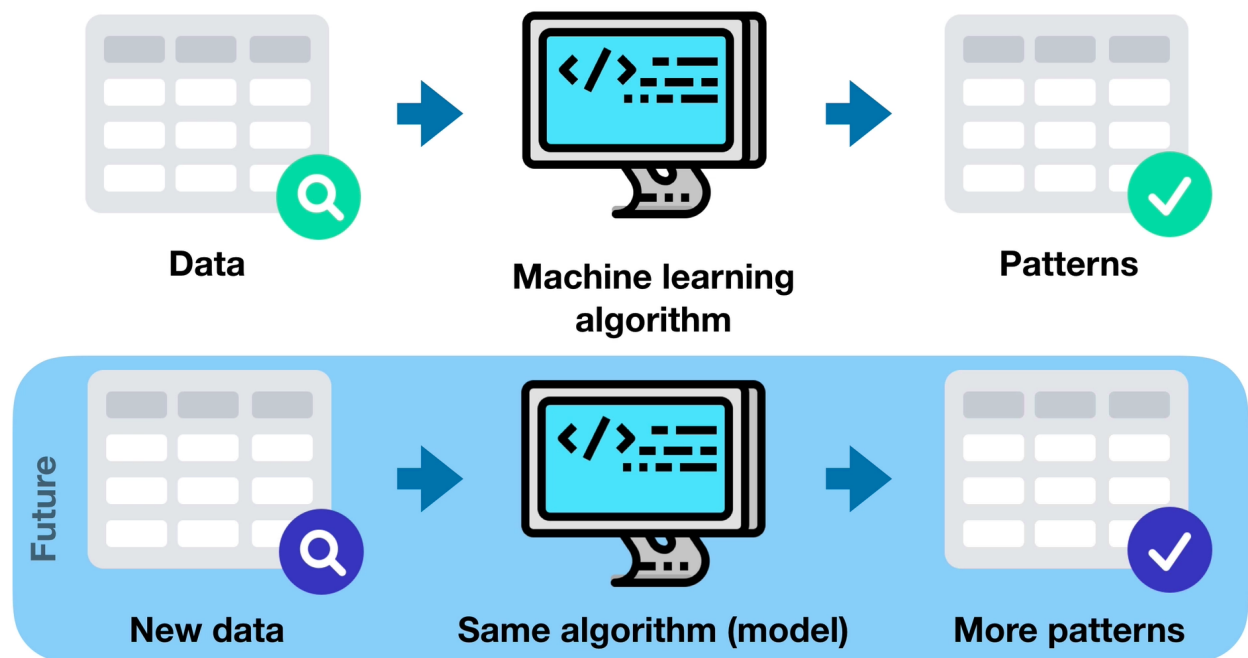 </>
Data
Machine learning
algorithm
Patterns
Future
</>
New data
Same algorithm (model)
More patterns